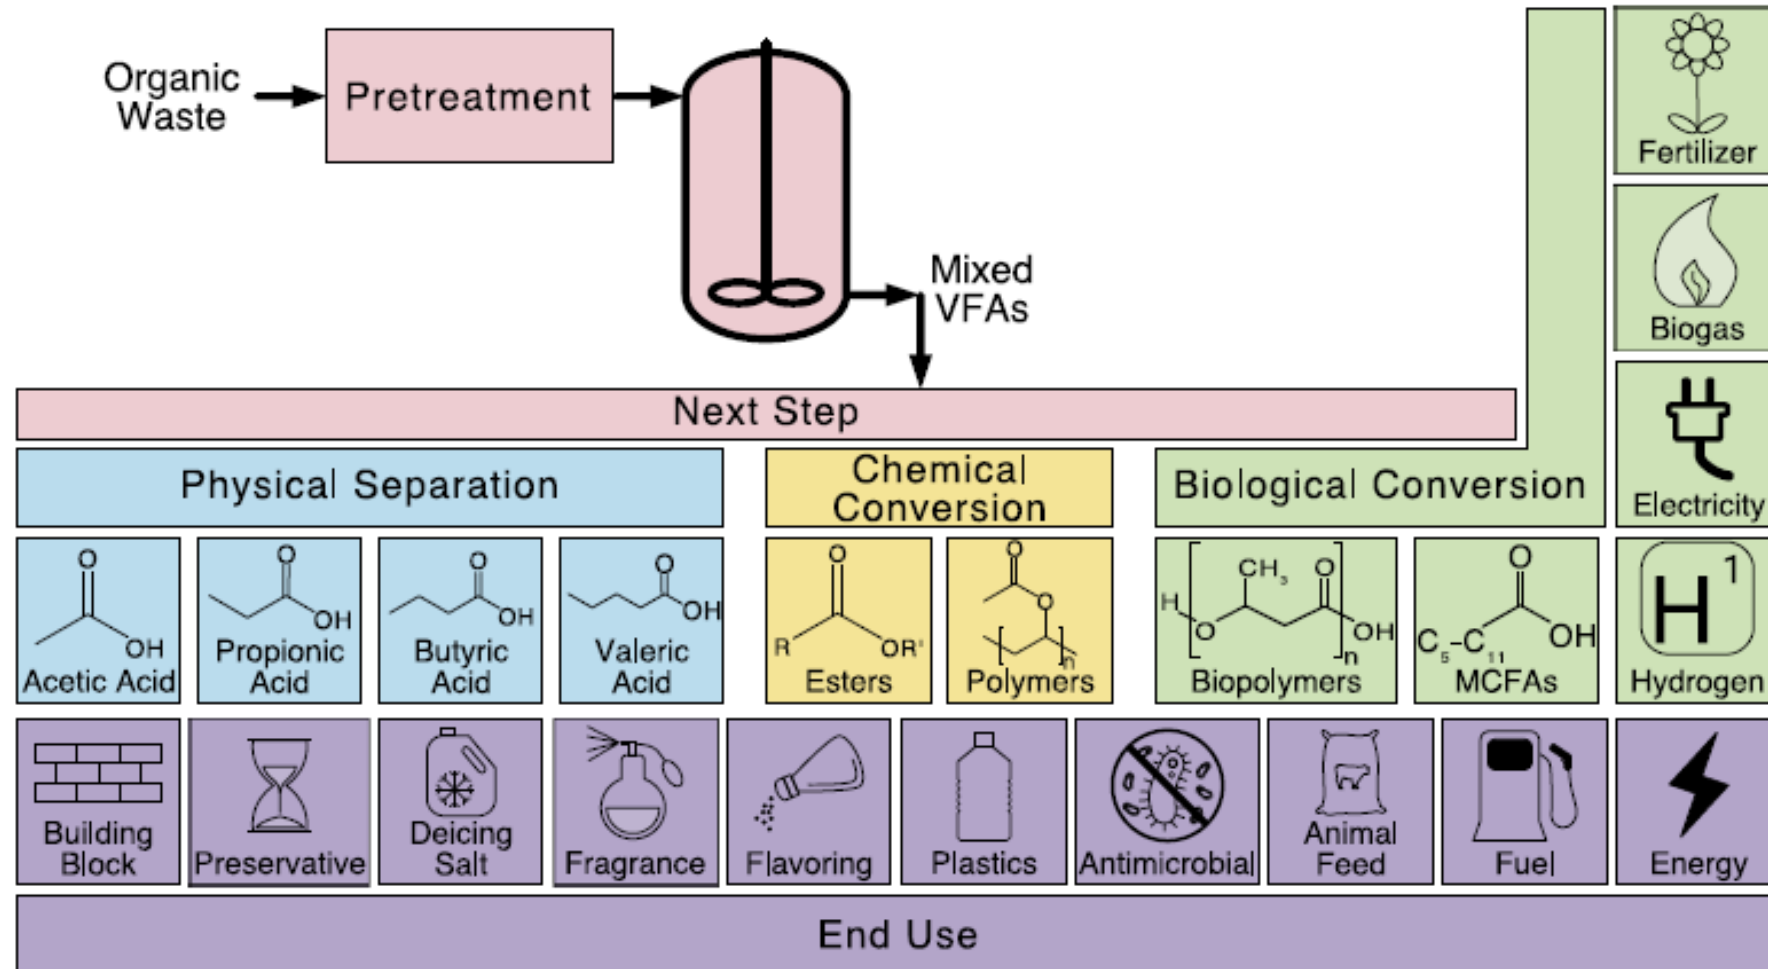 Organic
Waste
Pretreatment
Mixed
VFAs
Next Step
Physical Separation
Chemical
Conversion
Biological Conversion
Fertilizer
Biogas
Electricity
O
OH
Acetic Acid
O
OH
Propionic
Acid
O
OH
Butyric
Acid
O
OH
Valeric
Acid
O
R
OR'
Esters
O
O
n
Polymers
CH3
O
H
O
OH
n
Biopolymers
O
C5-C11
OH
MCFAs
1
H
Hydrogen
Building
Block
Preservative
Deicing
Salt
Fragrance
Flavoring
Plastics
Antimicrobial
Animal
Feed
Fuel
Energy
End Use